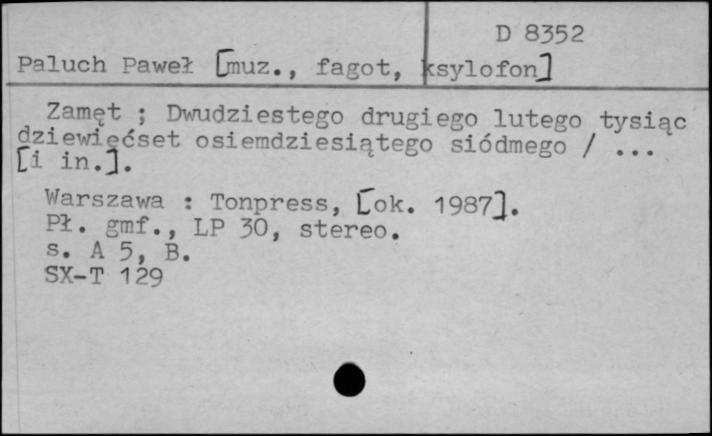 D 8352
Paluch Paweł [muz., fagot, ksylofon]
Zamęt ; Dwudziestego drugiego lutego tysiąc
dziewięćset osiemdziesiątego siódmego / ...
[i in.].
Warszawa : Tonpress, [ok. 1987].
Pł. gmf., LP 30, stereo.
s. A 5, B.
SX-T 129